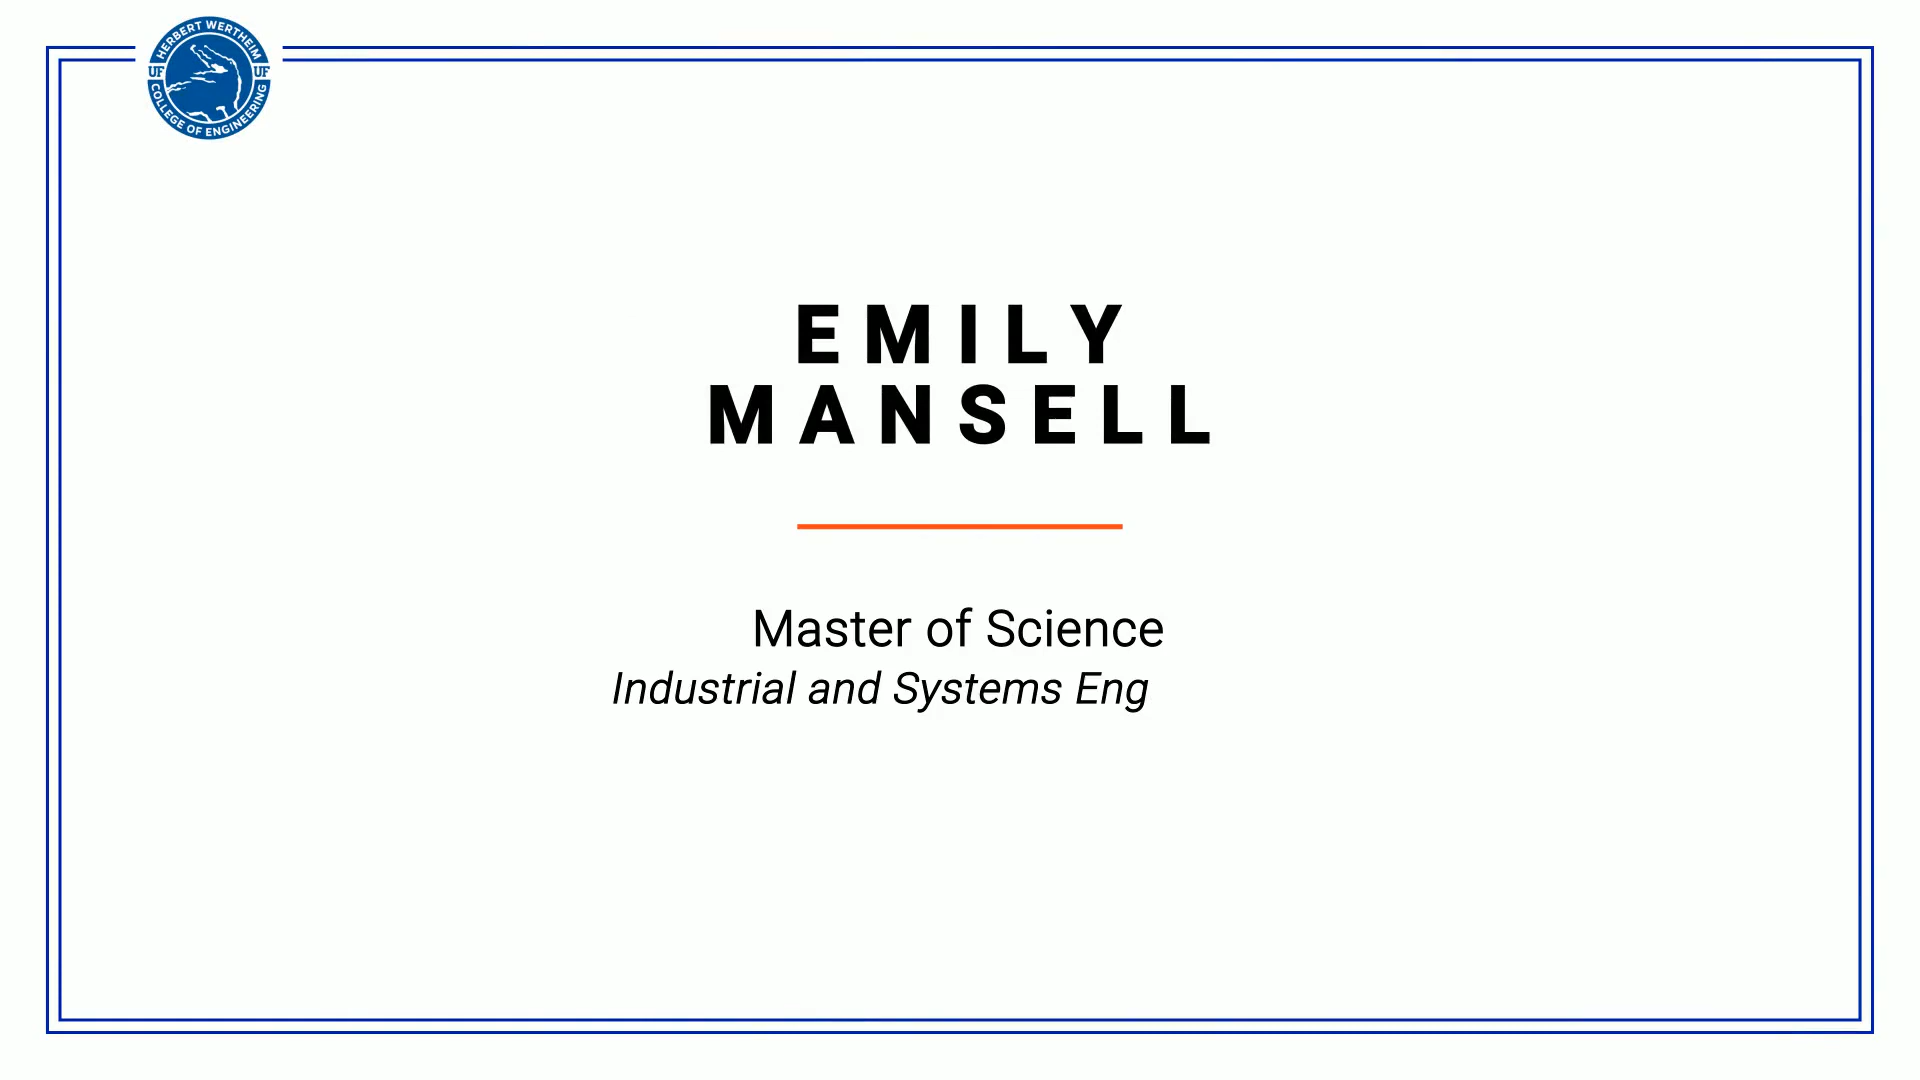 HERBERT WERTHEIM
UF UF
COLLEGE OF ENGINEERING
EMILY
MANSELL
Master of Science
Industrial and Systems Eng